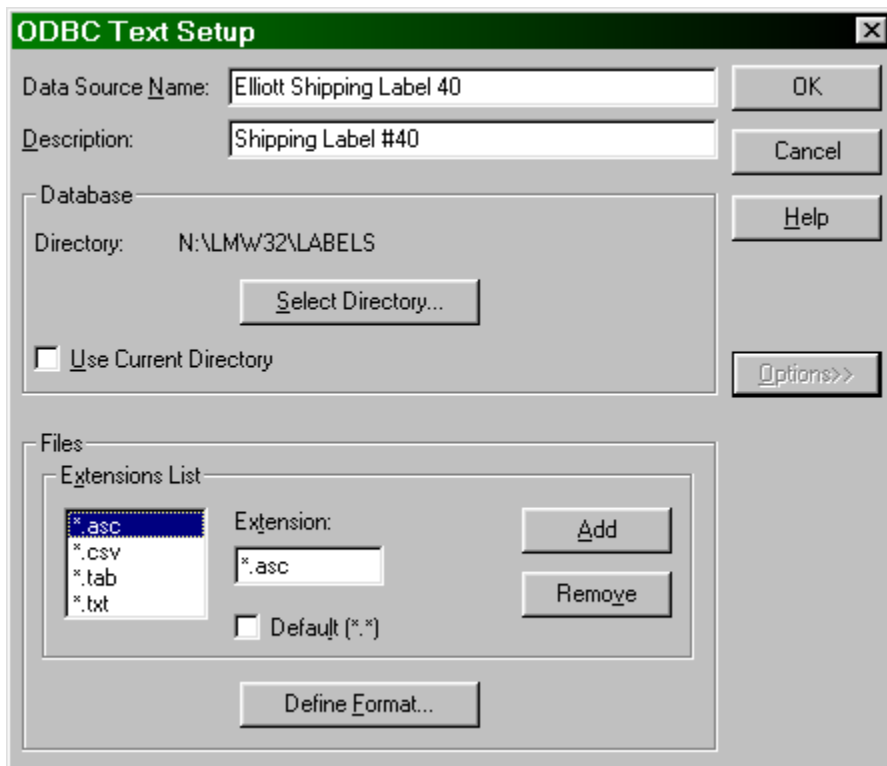 ODBC Text Setup
Data Source Name: Elliott Shipping Label 40 OK
Description: Shipping Label #40 Cancel
Help
Database
Directory: N:\LMW32\LABELS
Select Directory...
Use Current Directory
Options>>
Files
Extensions List
*.asc
*.csv
*.tab
*.txt
Extension:
*.asc
Default (*.*)
Add
Remove
Define Format...